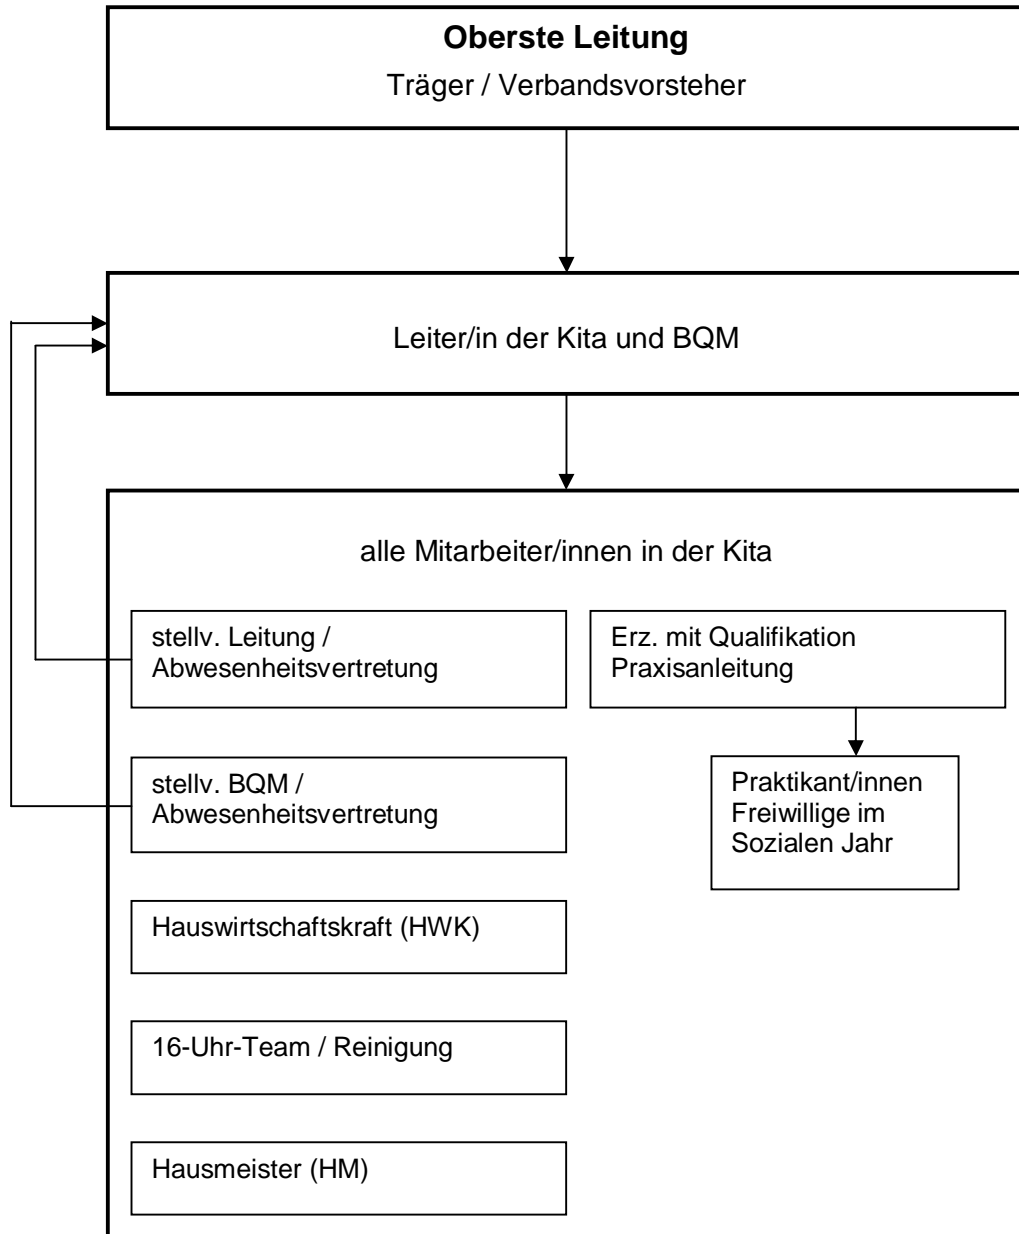 Oberste Leitung
Träger / Verbandsvorsteher
Leiter/in der Kita und BQM
alle Mitarbeiter/innen in der Kita
stellv. Leitung /
Abwesenheitsvertretung
Erz. mit Qualifikation
Praxisanleitung
stellv. BQM /
Abwesenheitsvertretung
Praktikant/innen
Freiwillige im
Sozialen Jahr
Hauswirtschaftskraft (HWK)
16-Uhr-Team / Reinigung
Hausmeister (HM)